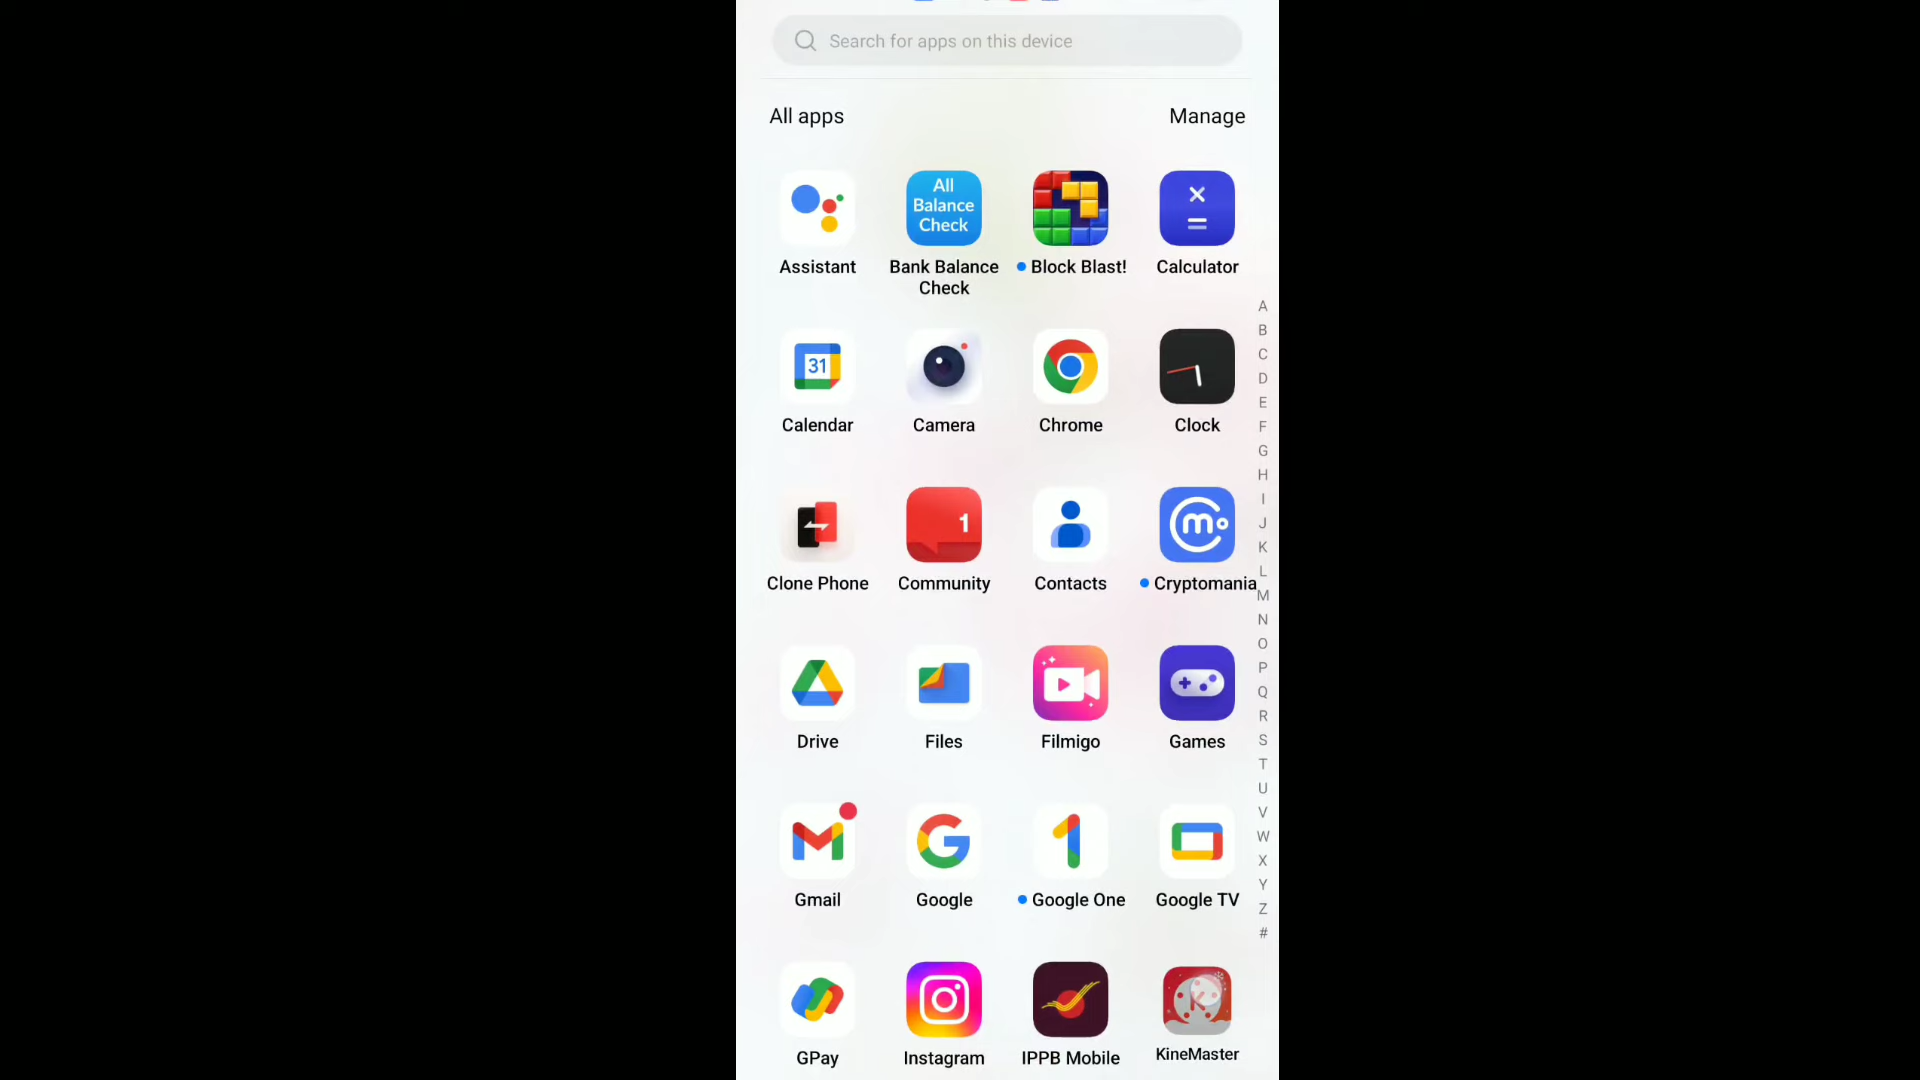 Search for apps on this device
All apps
Manage
All
Balance
Check
Assistant
Bank Balance
Check
Block Blast!
Calculator
31
Calendar
Camera
Chrome
Clock
1
Clone Phone
Community
Contacts
Cryptomania
Drive
Files
Filmigo
Games
Gmail
Google
Google One
Google TV
GPay
Instagram
IPPB Mobile
KineMaster
A
B
C
D
E
F
G
H
I
J
K
L
M
N
O
P
Q
R
S
T
U
V
W
X
Y
Z
#